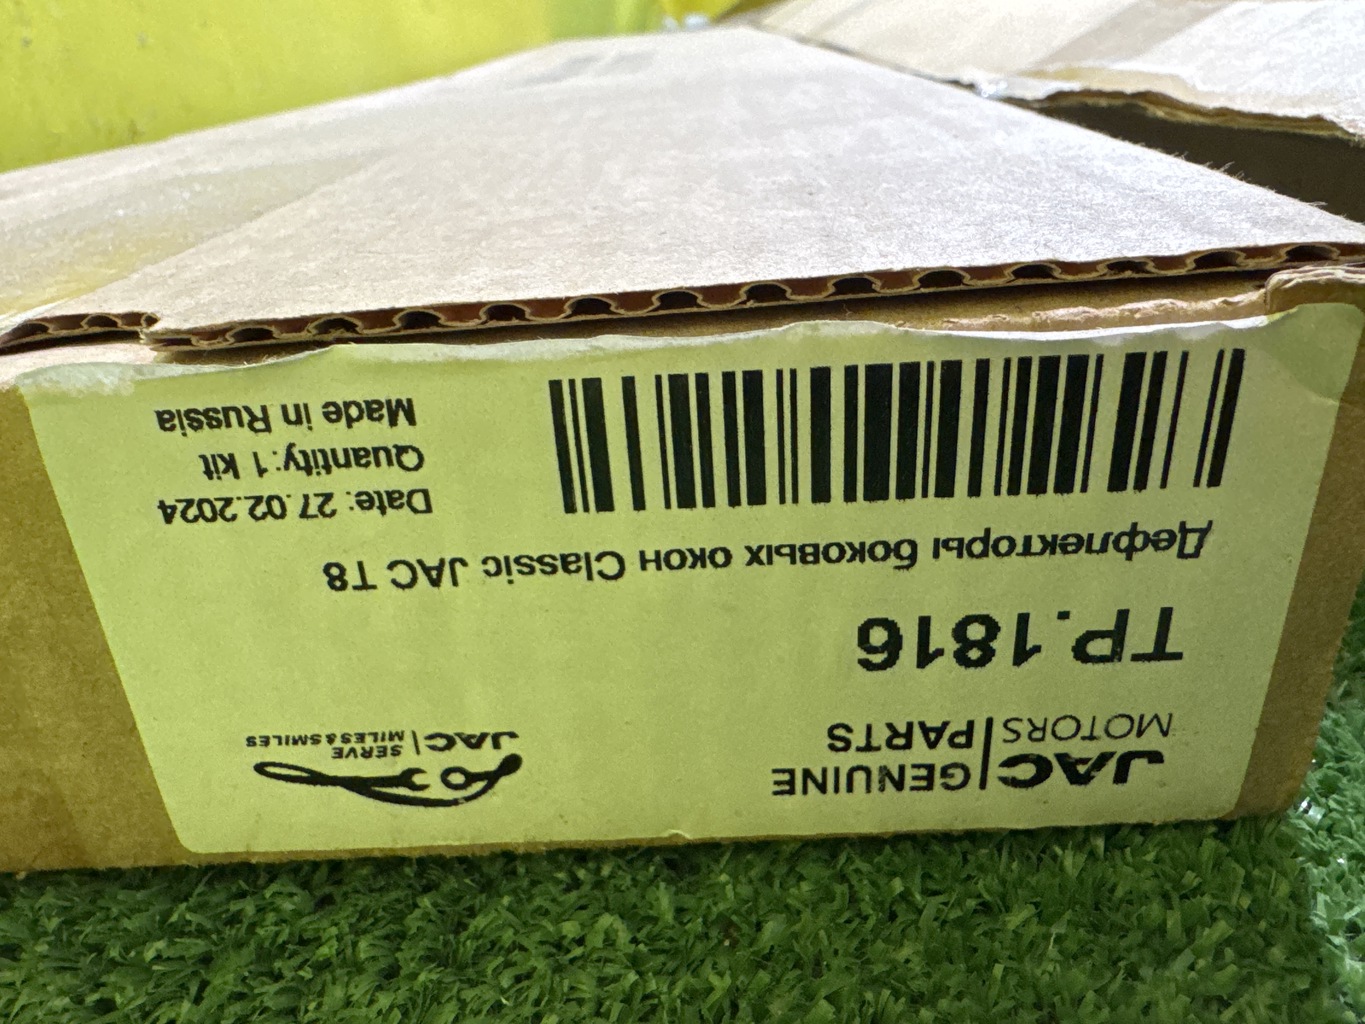 JAC | GENUINE
MOTORS | PARTS
SERVE
JAC | MILES&SMILES
TP.1816
Дефлекторы боковых окон Classic JAC T8
Date: 27.02.2024
Quantity:1 kit
Made in Russia